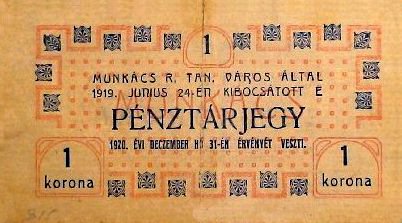 1
MUNKÁCS R. TAN. VÁROS ÁLTAL
1919. JUNIUS 24-ÉN KIBOCSÁTOTT E
PÉNZTÁRJEGY
1920. ÉVI DECZEMBER HÓ 31-ÉN ÉRVÉNYÉT VESZTI.
1 korona
1 korona